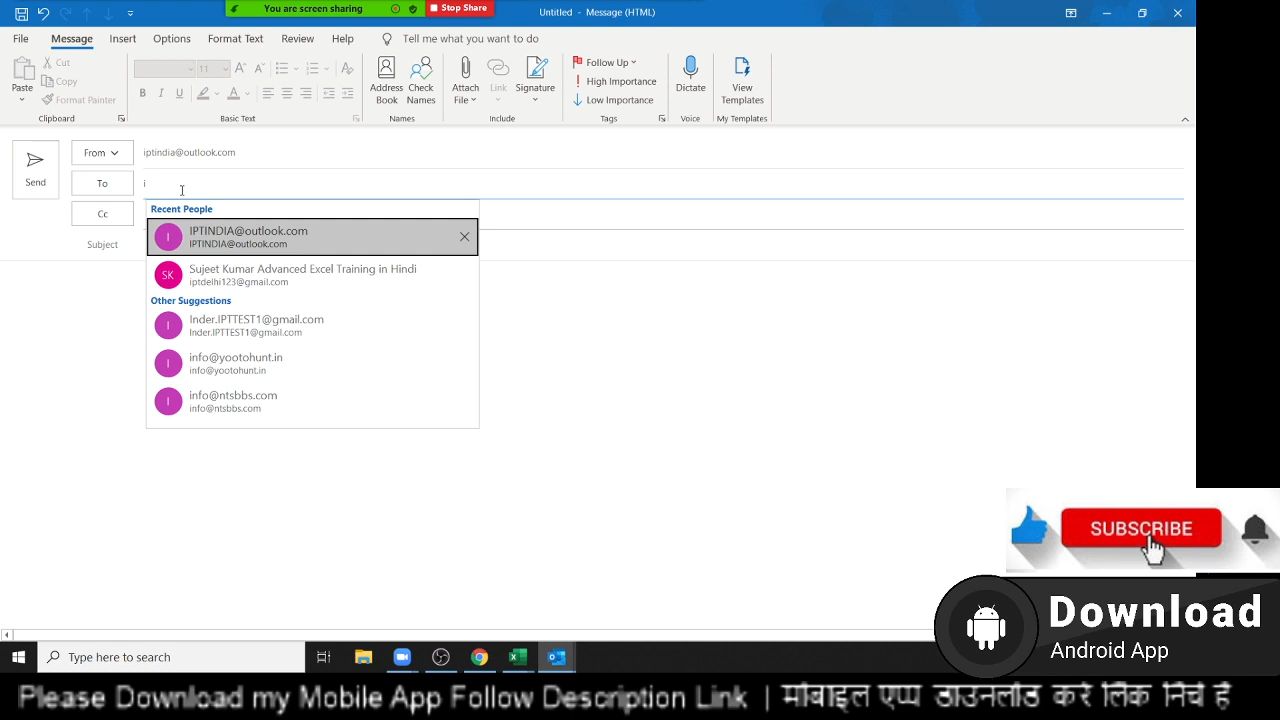 You are screen sharing
Stop Share
Untitled - Message (HTML)
File Message Insert Options Format Text Review Help Tell me what you want to do
Paste
Cut
Copy
Format Painter
Clipboard
11
B I U
Basic Text
Address Book
Check Names
Names
Attach File
Link
Signature
Include
Follow Up
High Importance
Low Importance
Tags
Dictate
Voice
View Templates
My Templates
Send
From
iptindia@outlook.com
To
i
Cc
Subject
Recent People
I
IPTINDIA@outlook.com
IPTINDIA@outlook.com
SK
Sujeet Kumar Advanced Excel Training in Hindi
iptdelhi123@gmail.com
Other Suggestions
I
Inder.IPTTEST1@gmail.com
Inder.IPTTEST1@gmail.com
I
info@yootohunt.in
info@yootohunt.in
I
info@ntsbbs.com
info@ntsbbs.com
SUBSCRIBE
Download
Android App
Type here to search
Please Download my Mobile App Follow Description Link | मोबाइल एप्प डाउनलोड करे लिंक निचे है